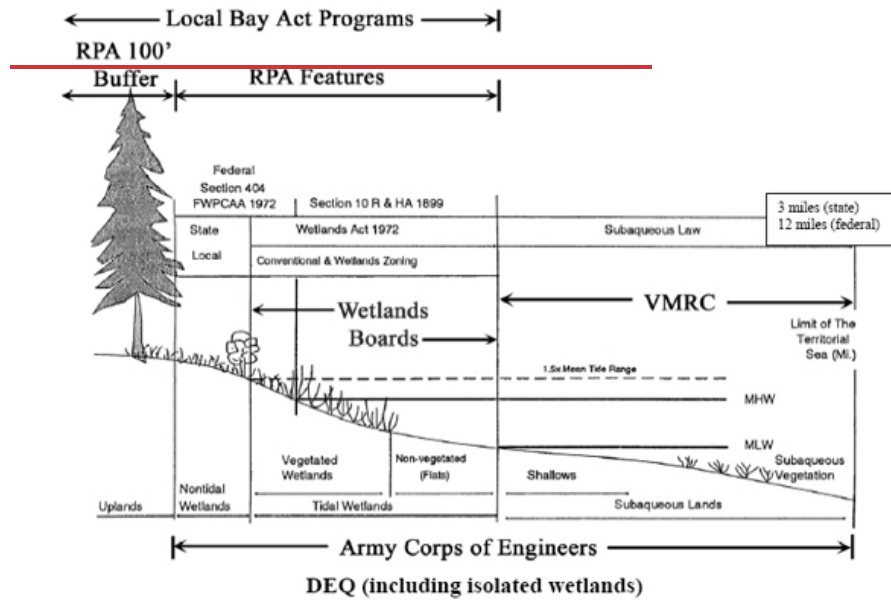 Local Bay Act Programs
RPA 100'
Buffer
RPA Features
Federal
Section 404
FWPCAA 1972
Section 10 R & HA 1899
3 miles (state)
12 miles (federal)
State
Wetlands Act 1972
Subaqueous Law
Local
Conventional & Wetlands Zoning
Wetlands
Boards
VMRC
Limit of The
Territorial
Sea (Mi.)
1.5x Mean Tide Range
MHW
MLW
Vegetated
Wetlands
Non-vegetated
(Flats)
Shallows
Subaqueous
Vegetation
Uplands
Nontidal
Wetlands
Tidal Wetlands
Subaqueous Lands
Army Corps of Engineers
DEQ (including isolated wetlands)